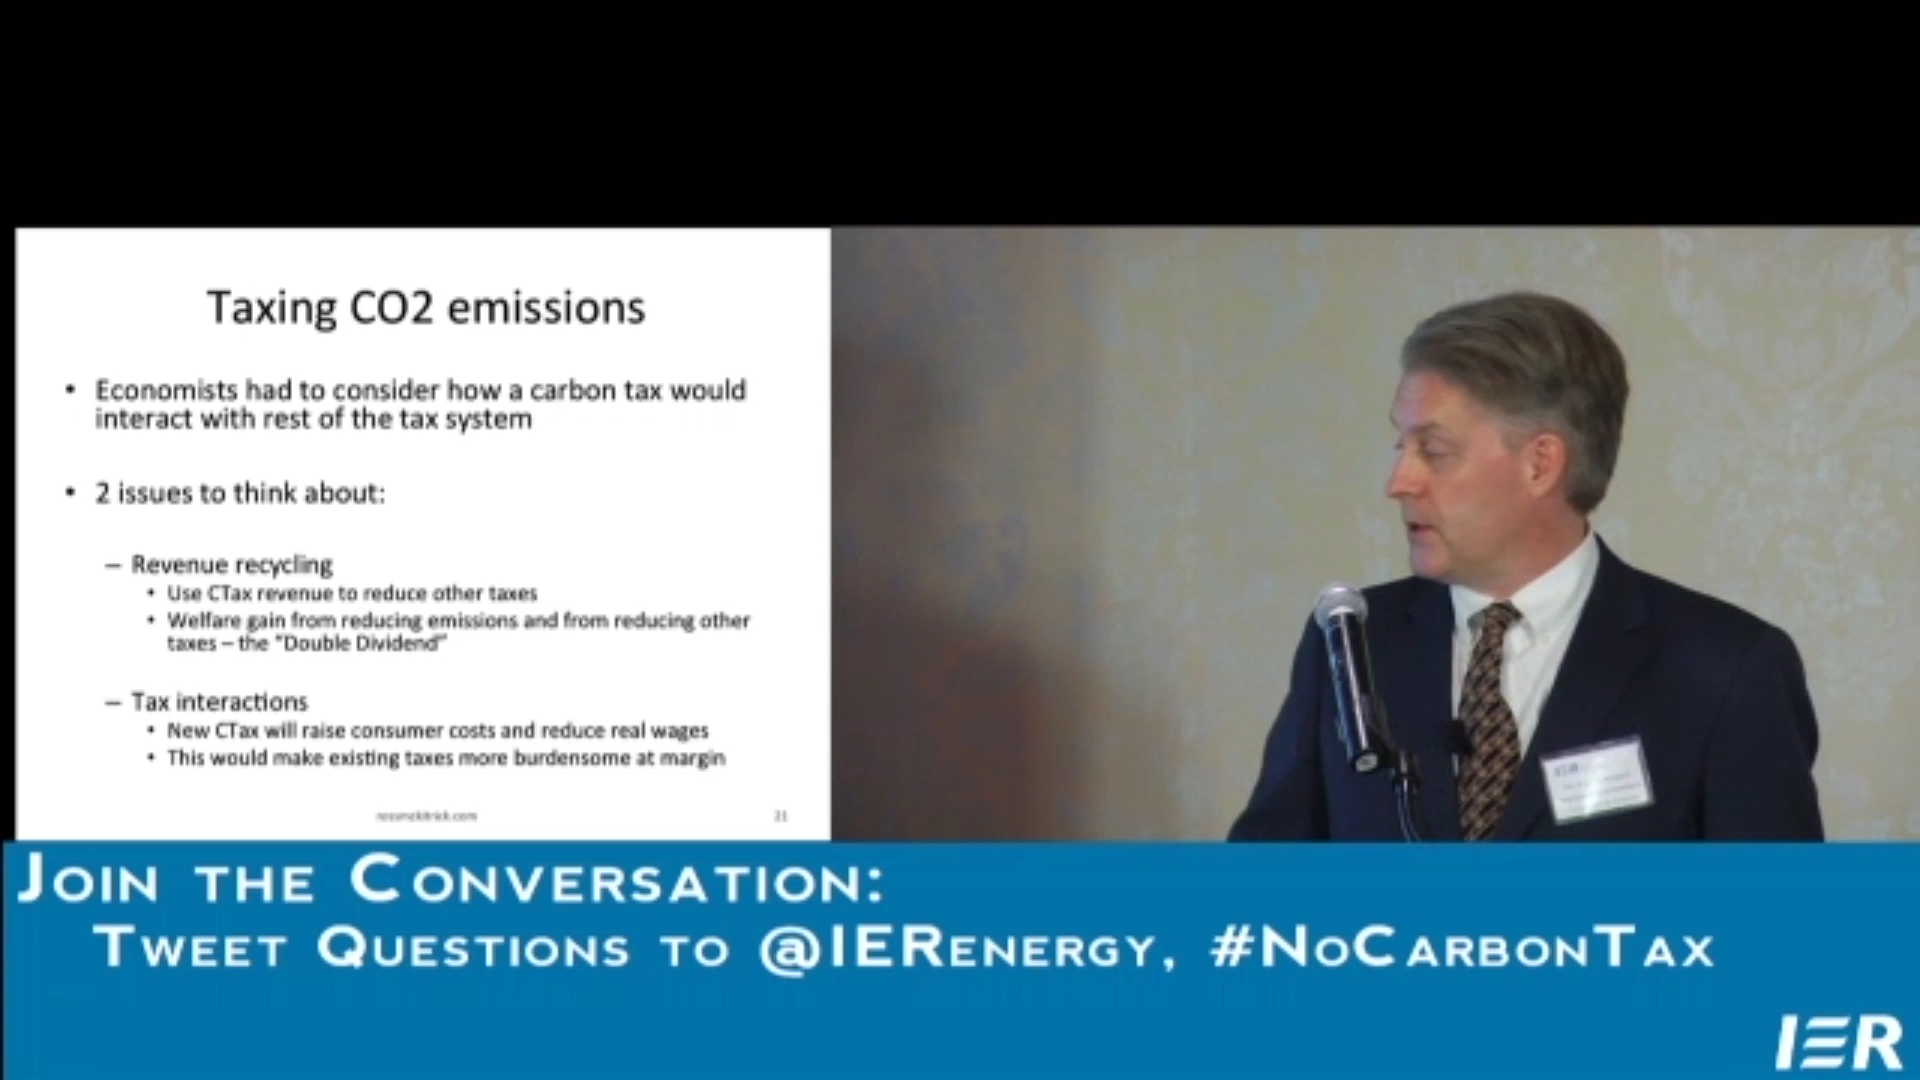 Taxing CO2 emissions
• Economists had to consider how a carbon tax would
interact with rest of the tax system
• 2 issues to think about:
– Revenue recycling
• Use CTax revenue to reduce other taxes
• Welfare gain from reducing emissions and from reducing other
taxes – the "Double Dividend"
– Tax interactions
• New CTax will raise consumer costs and reduce real wages
• This would make existing taxes more burdensome at margin
rossmckitrick.com
JOIN THE CONVERSATION:
TWEET QUESTIONS TO @IERENERGY, #NOCARBONTAX
IER